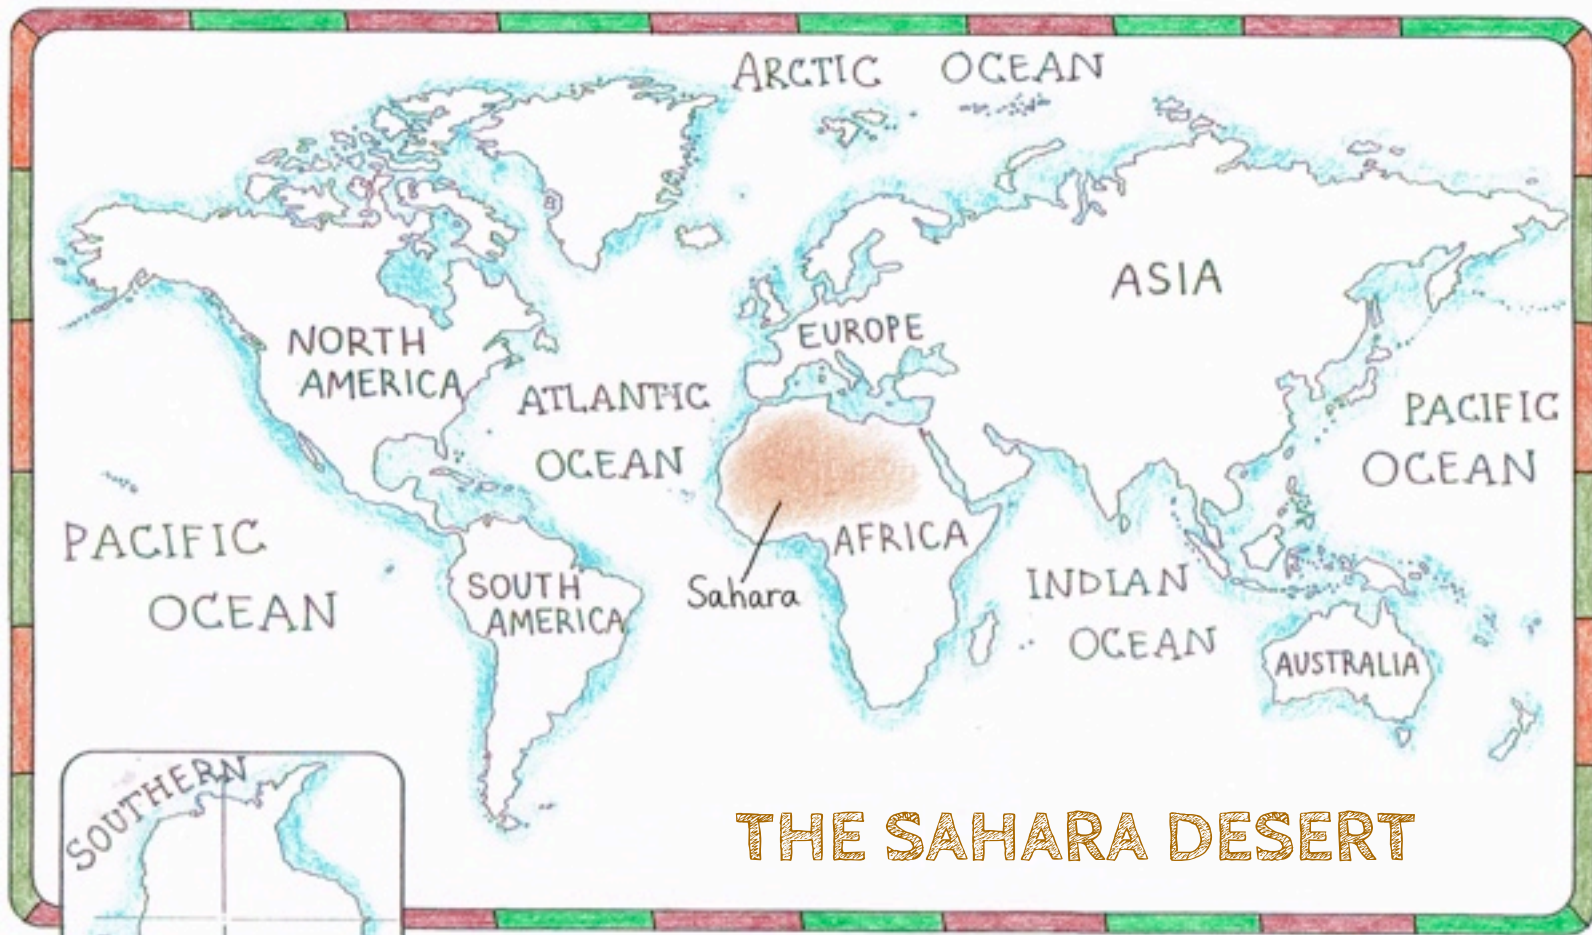 ARCTIC OCEAN
ASIA
EUROPE
NORTH
AMERICA
ATLANTIC
OCEAN
PACIFIC
OCEAN
PACIFIC
OCEAN
AFRICA
Sahara
SOUTH
AMERICA
INDIAN
OCEAN
AUSTRALIA
SOUTHERN
THE SAHARA DESERT